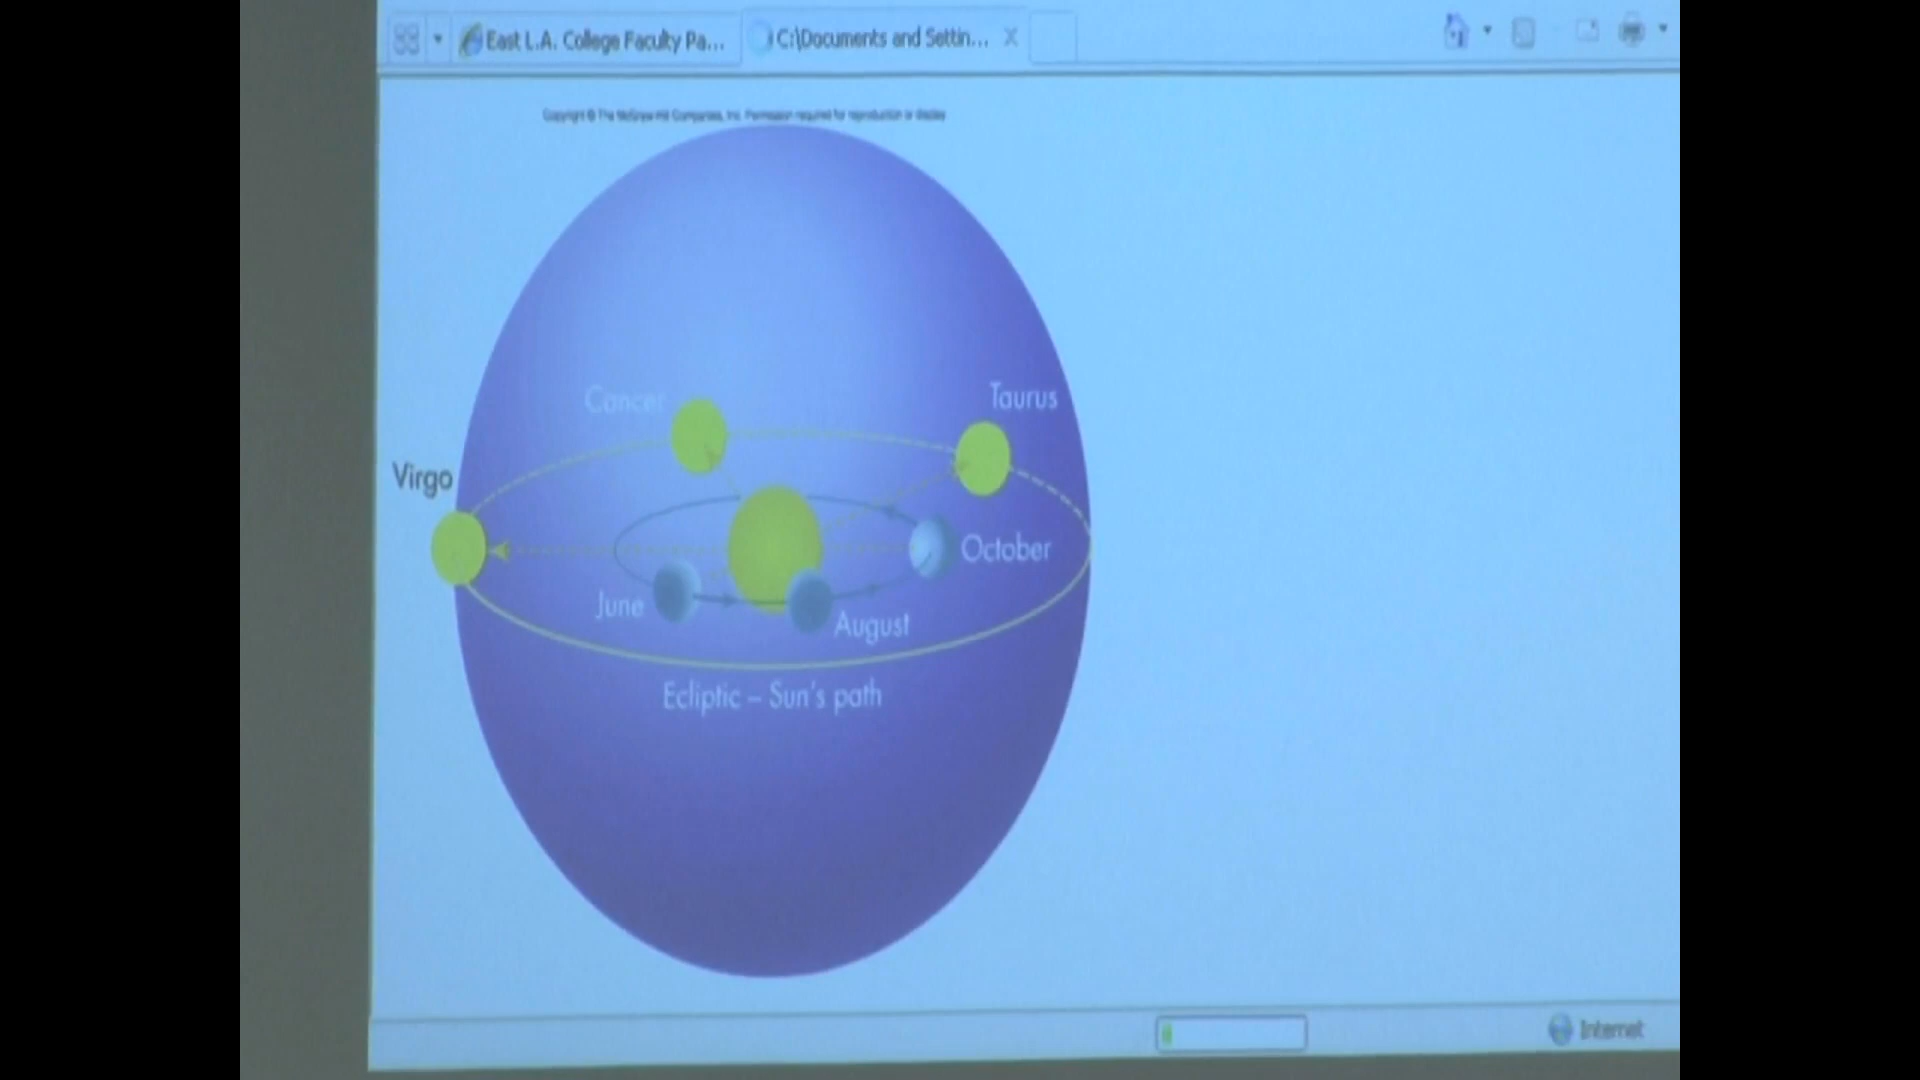 East L.A. College Faculty Pa...
C:\Documents and Settin...
Copyright © The McGraw-Hill Companies, Inc. Permission required for reproduction or display
Cancer
Taurus
Virgo
October
June
August
Ecliptic – Sun's path
Internet